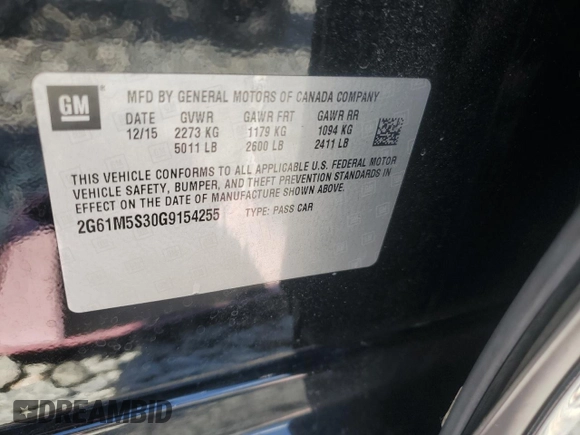 GM
MFD BY GENERAL MOTORS OF CANADA COMPANY
DATE GVWR GAWR FRT GAWR RR
12/15 2273 KG 1179 KG 1094 KG
5011 LB 2600 LB 2411 LB
THIS VEHICLE CONFORMS TO ALL APPLICABLE U.S. FEDERAL MOTOR
VEHICLE SAFETY, BUMPER, AND THEFT PREVENTION STANDARDS IN
EFFECT ON THE DATE OF MANUFACTURE SHOWN ABOVE.
2G61M5S30G9154255 TYPE: PASS CAR
DREAMBID